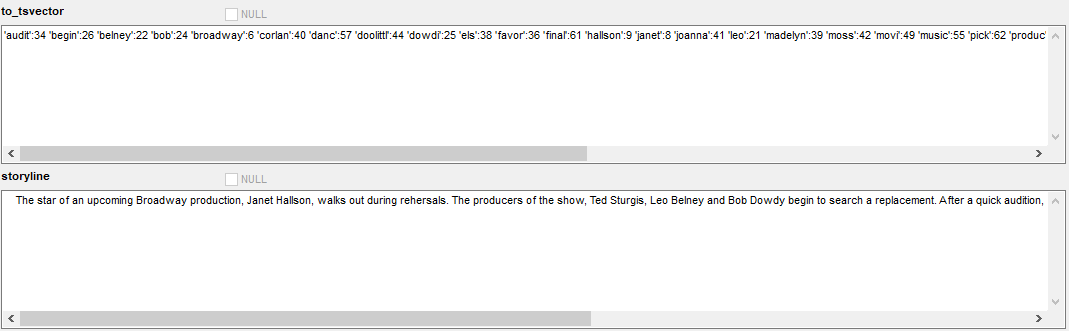 to_tsvector NULL
'audit':34 'begin':26 'belney':22 'bob':24 'broadway':6 'corlan':40 'danc':57 'doolittl':44 'dowdi':25 'els':38 'favor':36 'final':61 'hallson':9 'janet':8 'joanna':41 'leo':21 'madelyn':39 'moss':42 'movi':49 'music':55 'pick':62 'produc'
storyline NULL
The star of an upcoming Broadway production, Janet Hallson, walks out during rehersals. The producers of the show, Ted Sturgis, Leo Belney and Bob Dowdy begin to search a replacement. After a quick audition,